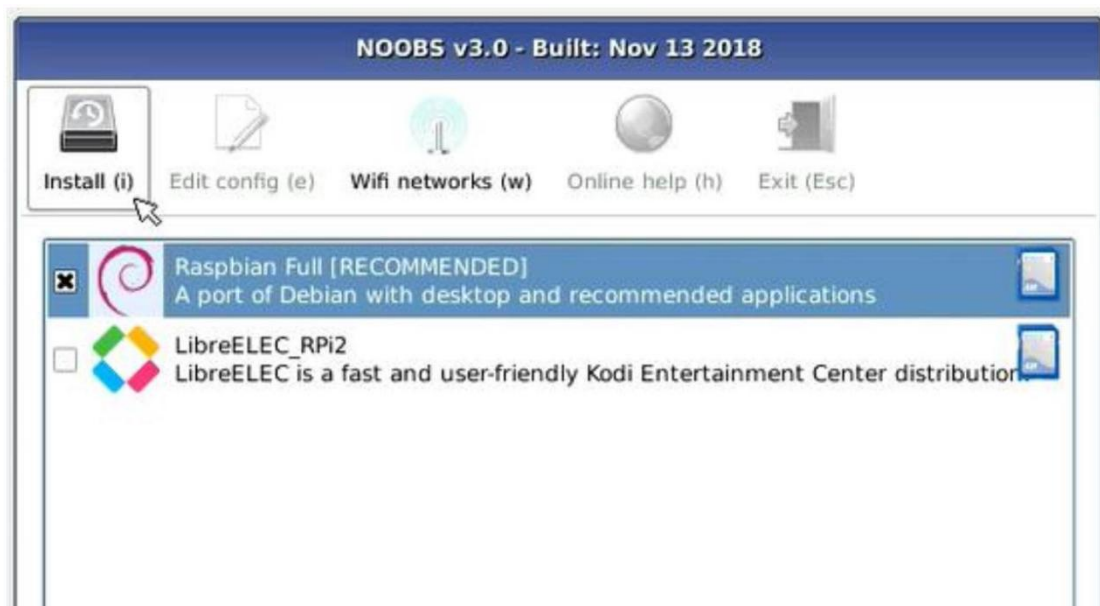 NOOBS v3.0 - Built: Nov 13 2018
Install (i) Edit config (e) Wifi networks (w) Online help (h) Exit (Esc)
Raspbian Full [RECOMMENDED]
A port of Debian with desktop and recommended applications
LibreELEC_RPi2
LibreELEC is a fast and user-friendly Kodi Entertainment Center distribution.